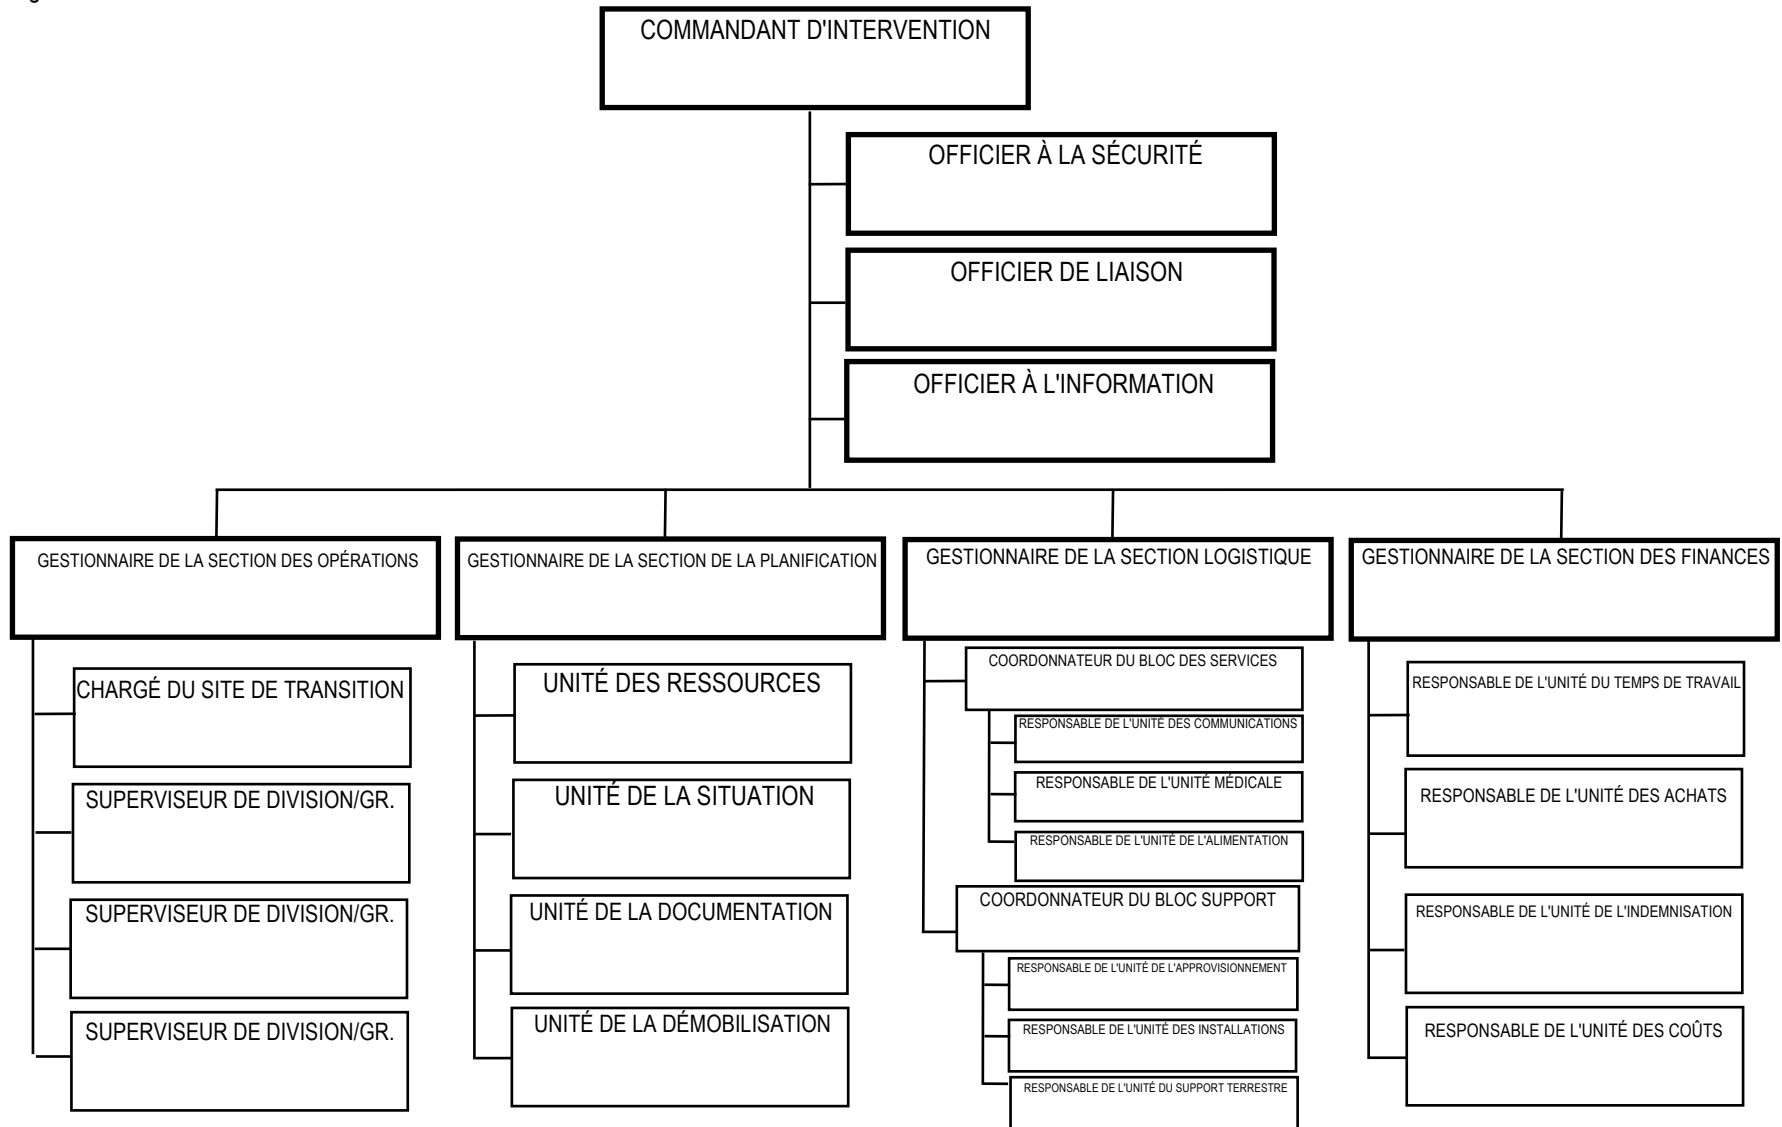 COMMANDANT D'INTERVENTION
OFFICIER À LA SÉCURITÉ
OFFICIER DE LIAISON
OFFICIER À L'INFORMATION
GESTIONNAIRE DE LA SECTION DES OPÉRATIONS
CHARGÉ DU SITE DE TRANSITION
SUPERVISEUR DE DIVISION/GR.
SUPERVISEUR DE DIVISION/GR.
SUPERVISEUR DE DIVISION/GR.
GESTIONNAIRE DE LA SECTION DE LA PLANIFICATION
UNITÉ DES RESSOURCES
UNITÉ DE LA SITUATION
UNITÉ DE LA DOCUMENTATION
UNITÉ DE LA DÉMOBILISATION
GESTIONNAIRE DE LA SECTION LOGISTIQUE
COORDONNATEUR DU BLOC DES SERVICES
RESPONSABLE DE L'UNITÉ DES COMMUNICATIONS
RESPONSABLE DE L'UNITÉ MÉDICALE
RESPONSABLE DE L'UNITÉ DE L'ALIMENTATION
COORDONNATEUR DU BLOC SUPPORT
RESPONSABLE DE L'UNITÉ DE L'APPROVISIONNEMENT
RESPONSABLE DE L'UNITÉ DES INSTALLATIONS
RESPONSABLE DE L'UNITÉ DU SUPPORT TERRESTRE
GESTIONNAIRE DE LA SECTION DES FINANCES
RESPONSABLE DE L'UNITÉ DU TEMPS DE TRAVAIL
RESPONSABLE DE L'UNITÉ DES ACHATS
RESPONSABLE DE L'UNITÉ DE L'INDEMNISATION
RESPONSABLE DE L'UNITÉ DES COÛTS